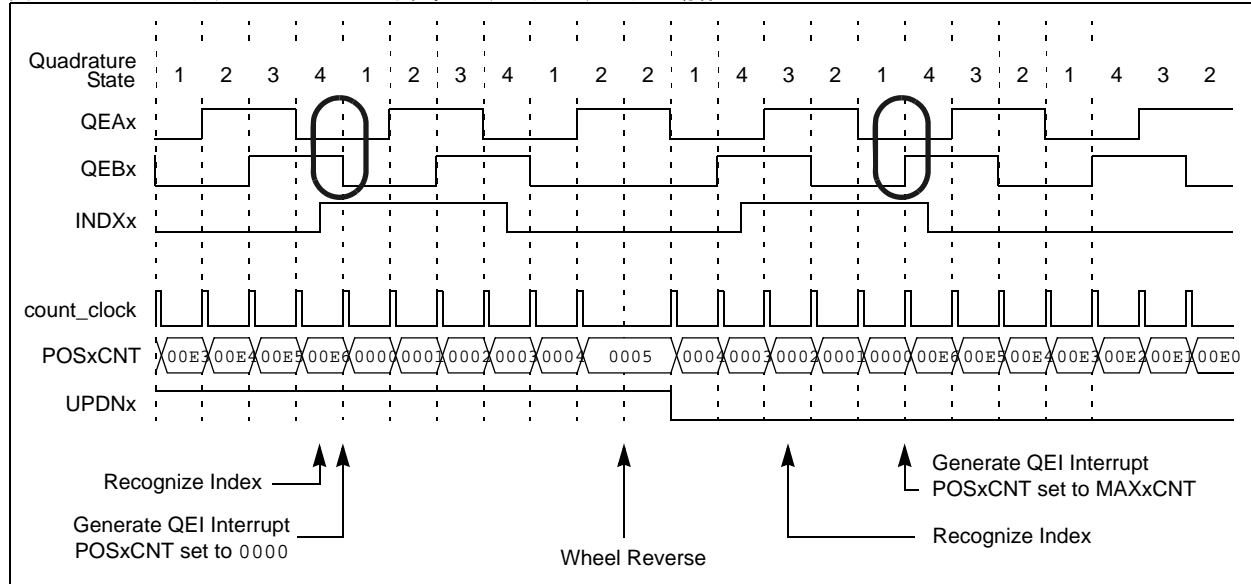 Quadrature
State
1 2 3 4 1 2 3 4 1 2 2 1 4 3 2 1 4 3 2 1 4 3 2
QEAx
QEBx
INDXx
count_clock
POSxCNT
00E3 00E4 00E5 00E6 0000 0001 0002 0003 0004 0005 0004 0003 0002 0001 0000 00E6 00E5 00E4 00E3 00E2 00E1 00E0
UPDNx
Recognize Index
Generate QEI Interrupt
POSxCNT set to 0000
Wheel Reverse
Generate QEI Interrupt
POSxCNT set to MAXxCNT
Recognize Index